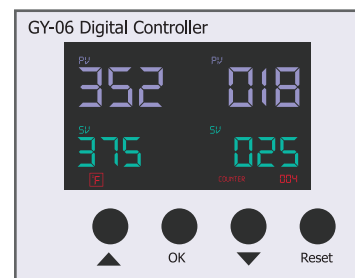 GY-06 Digital Controller
PV PV
352 018
SV SV
375 025
F COUNTER 004
OK Reset